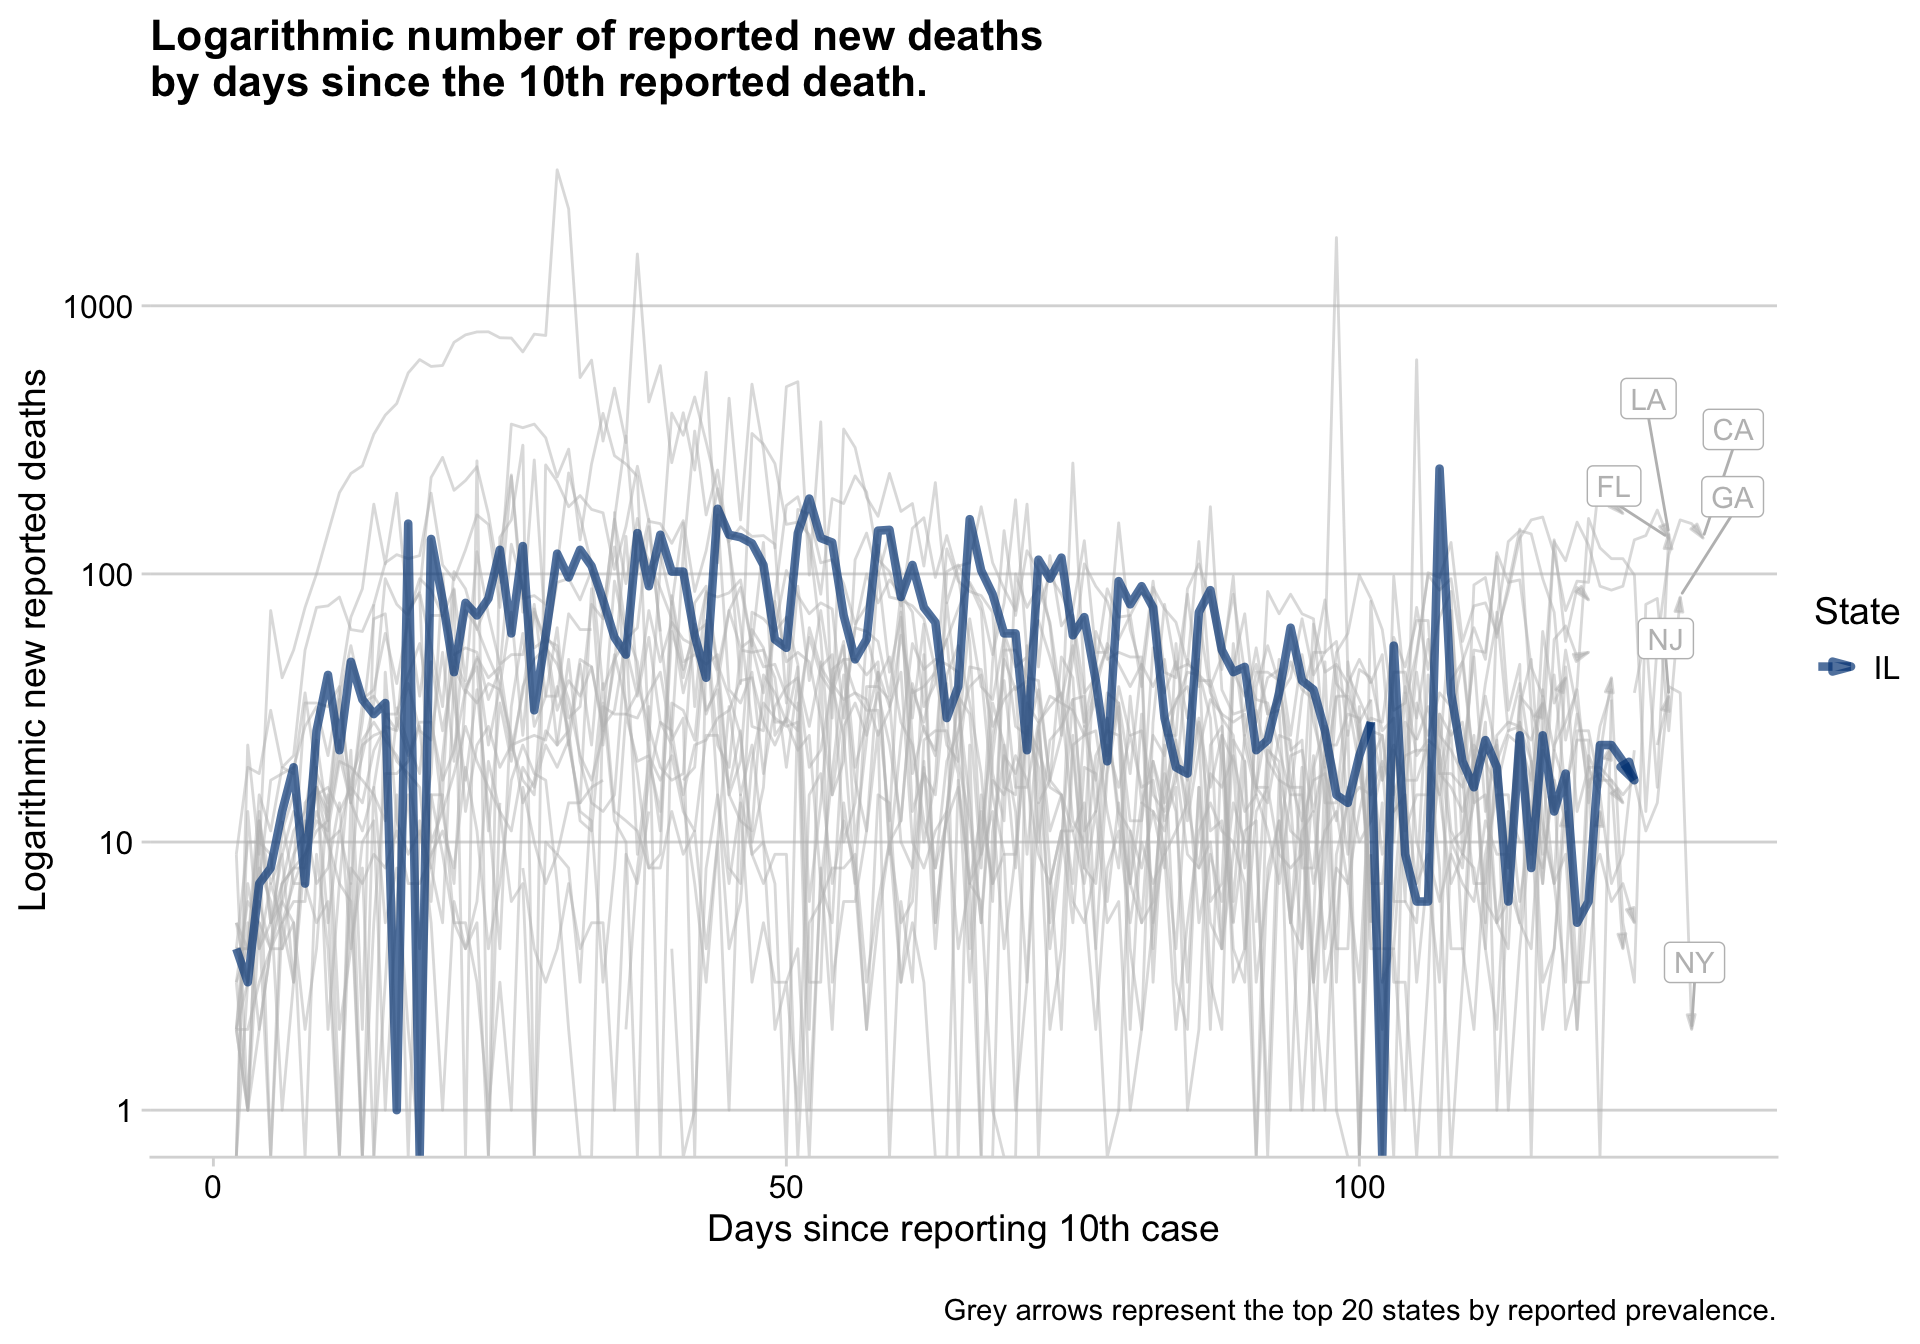 Logarithmic number of reported new deaths
by days since the 10th reported death.
Logarithmic new reported deaths
1000
100
10
1
LA
CA
FL
GA
NJ
NY
State
IL
0
50
100
Days since reporting 10th case
Grey arrows represent the top 20 states by reported prevalence.